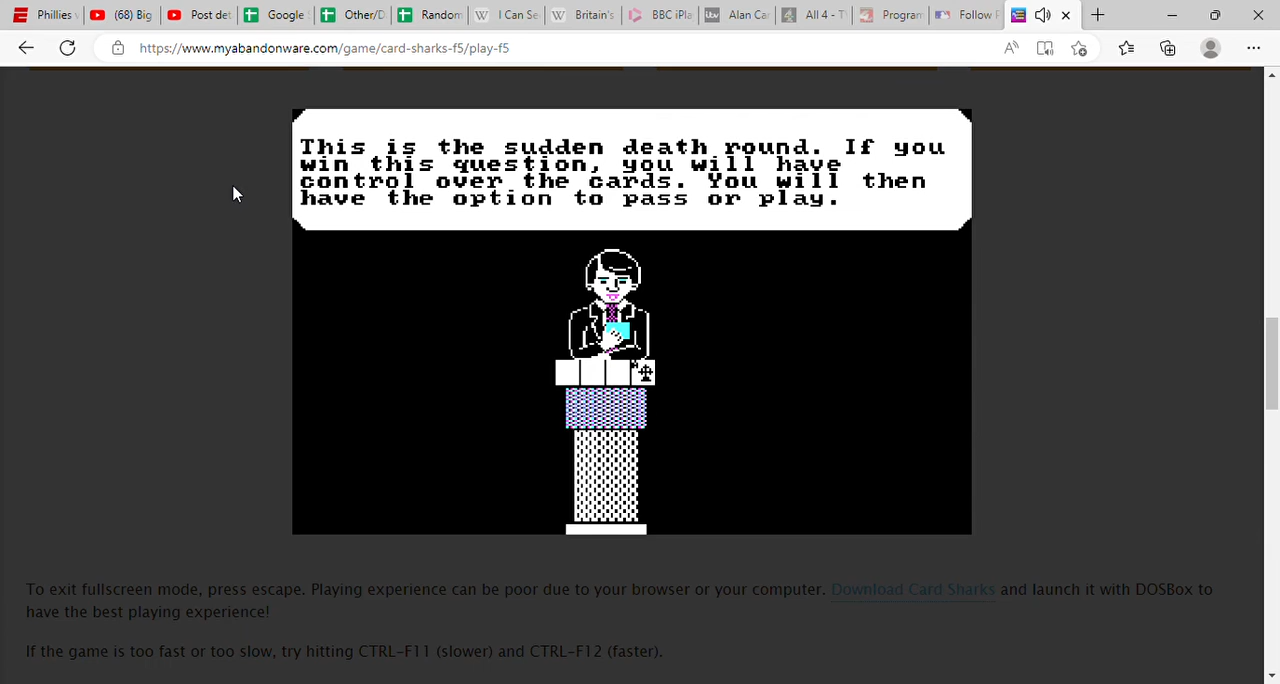 Phillies
(68) Big
Post det
Google
Other/D
Random
I Can Se
Britain's
BBC iPla
Alan Car
All 4 - T
Program
Follow
https://www.myabandonware.com/game/card-sharks-f5/play-f5
This is the sudden death round. If you
win this question, you will have
control over the cards. You will then
have the option to pass or play.
To exit fullscreen mode, press escape. Playing experience can be poor due to your browser or your computer. Download Card Sharks and launch it with DOSBox to
have the best playing experience!
If the game is too fast or too slow, try hitting CTRL-F11 (slower) and CTRL-F12 (faster).